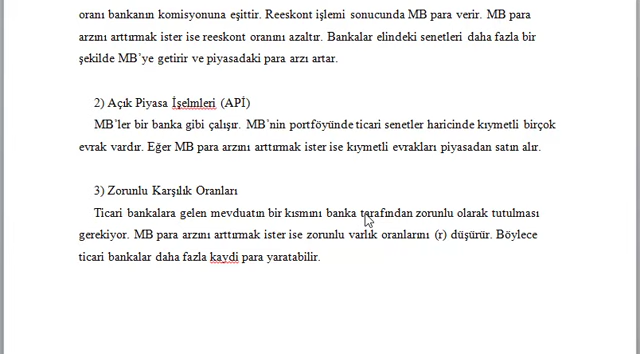 oranı bankanın komisyonuna eşittir. Reeskont işlemi sonucunda MB para verir. MB para
arzını arttırmak ister ise reeskont oranını azaltır. Bankalar elindeki senetleri daha fazla bir
şekilde MB'ye getirir ve piyasadaki para arzı artar.
2) Açık Piyasa İşelmleri (APİ)
MB'ler bir banka gibi çalışır. MB'nin portföyünde ticari senetler haricinde kıymetli birçok
evrak vardır. Eğer MB para arzını arttırmak ister ise kıymetli evrakları piyasadan satın alır.
3) Zorunlu Karşılık Oranları
Ticari bankalara gelen mevduatın bir kısmını banka tarafından zorunlu olarak tutulması
gerekiyor. MB para arzını arttırmak ister ise zorunlu varlık oranlarını (r) düşürür. Böylece
ticari bankalar daha fazla kaydi para yaratabilir.